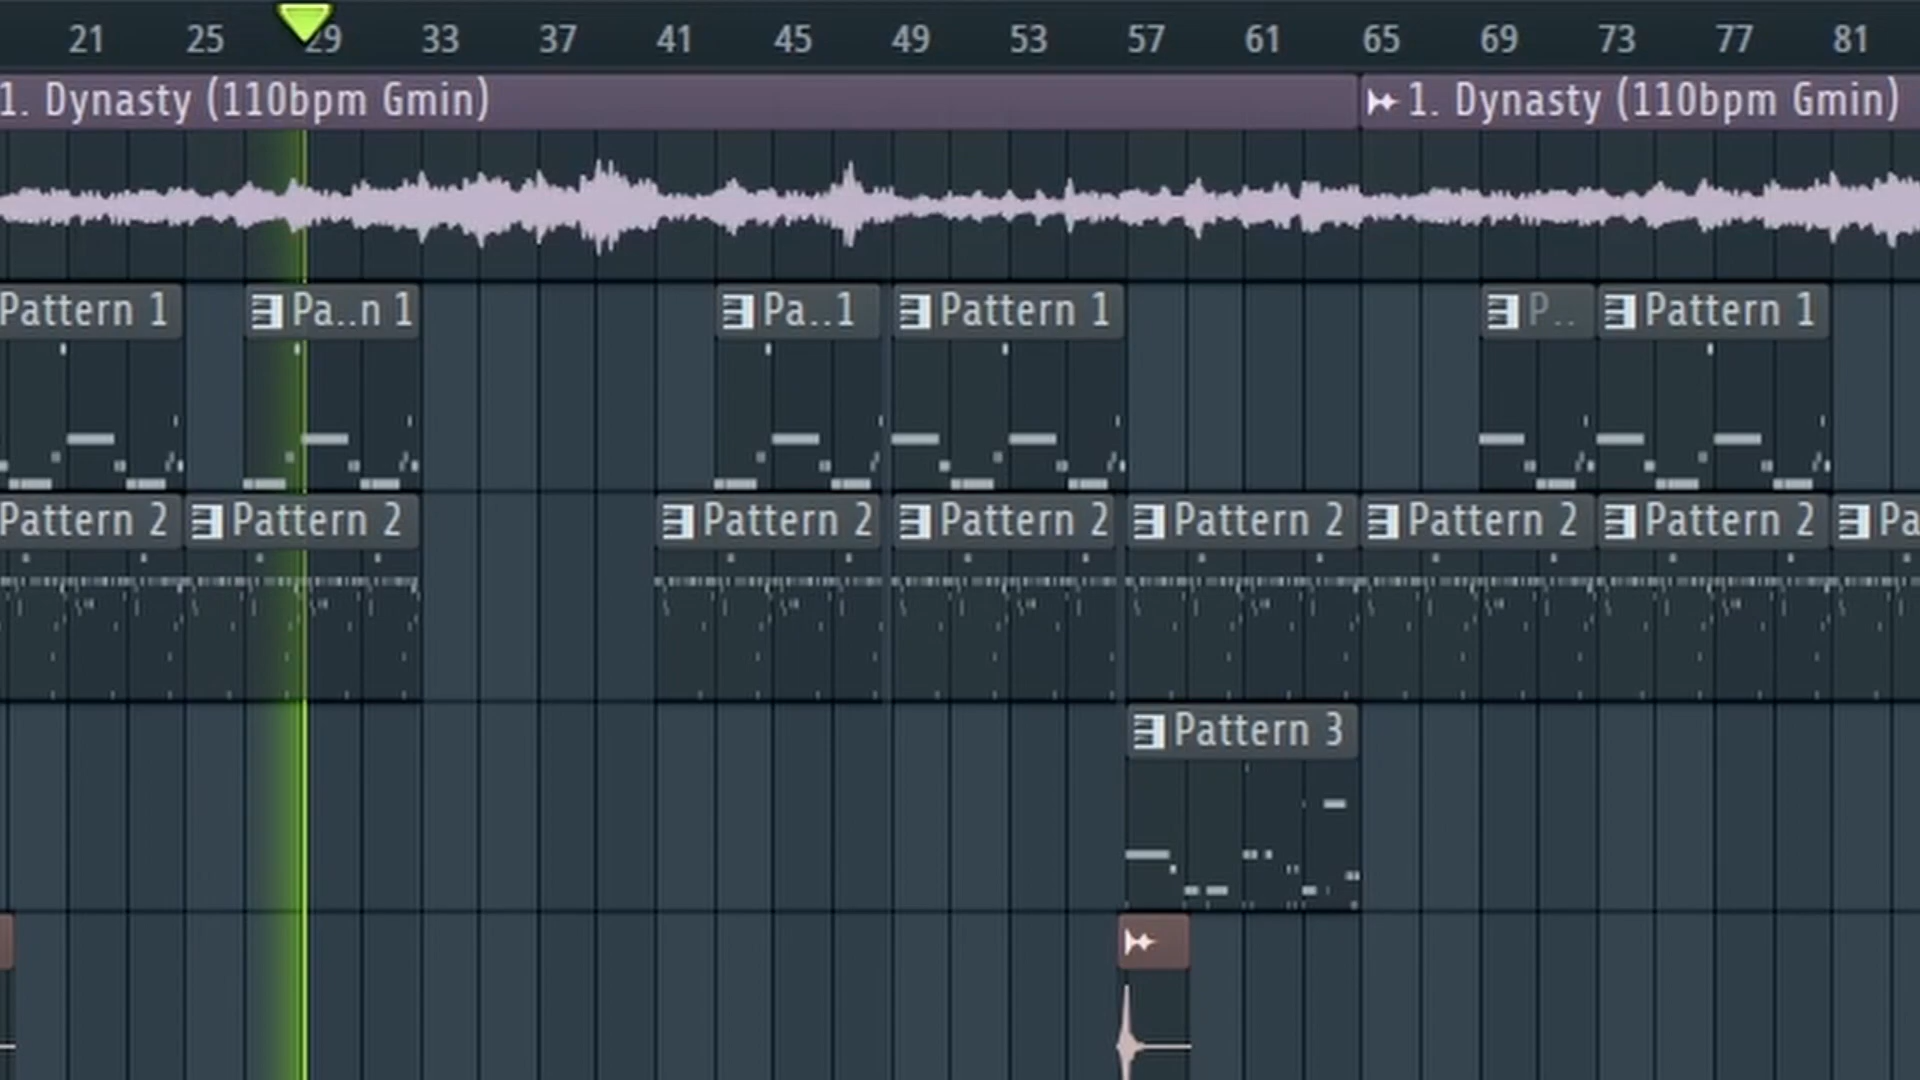 21 25 29 33 37 41 45 49 53 57 61 65 69 73 77 81
1. Dynasty (110bpm Gmin) 1. Dynasty (110bpm Gmin)
Pattern 1 Pa..n 1 Pa..1 Pattern 1 P.. Pattern 1
Pattern 2 Pattern 2 Pattern 2 Pattern 2 Pattern 2 Pattern 2 Pattern 2 Pa
Pattern 3